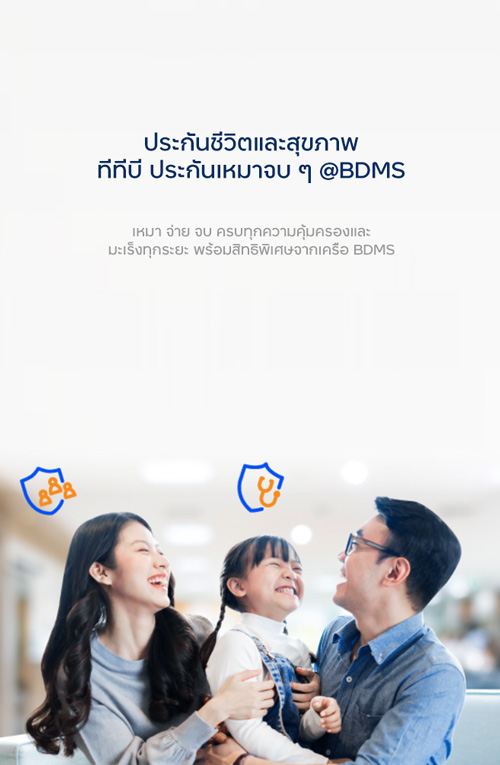 ประกันชีวิตและสุขภาพ
ทีทีบี ประกันเหมาจบ ๆ @BDMS
เหมา จ่าย จบ ครบทุกความคุ้มครองและ
มะเร็งทุกระยะ พร้อมสิทธิพิเศษจากเครือ BDMS